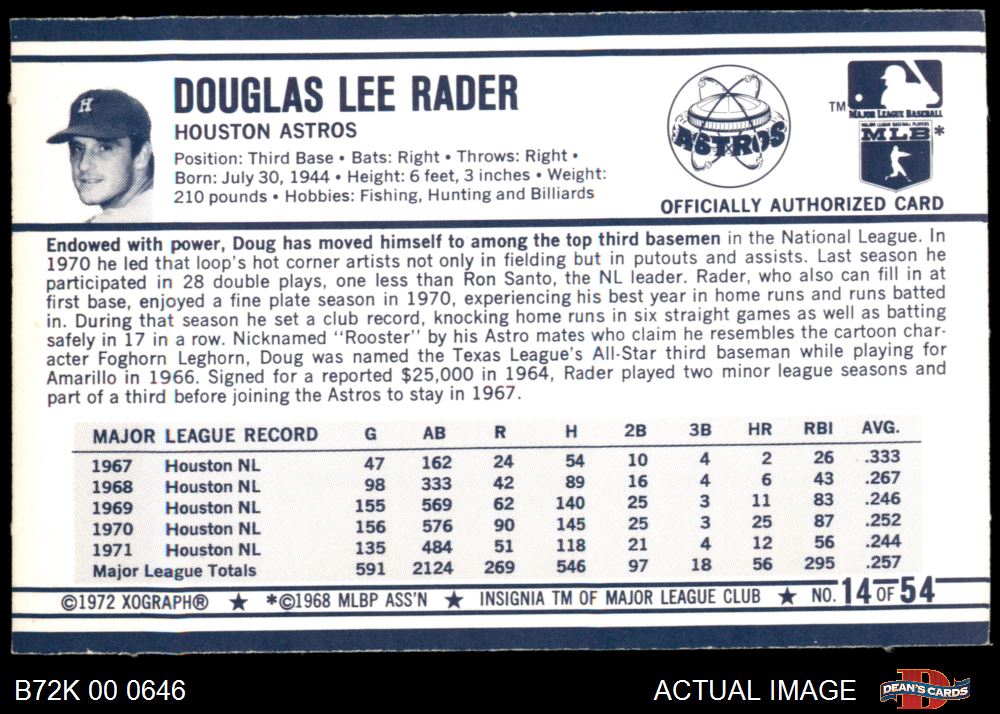 DOUGLAS LEE RADER
HOUSTON ASTROS
Position: Third Base • Bats: Right • Throws: Right •
Born: July 30, 1944 • Height: 6 feet, 3 inches • Weight:
210 pounds • Hobbies: Fishing, Hunting and Billiards
H
ASTROS
TM
MAJOR LEAGUE BASEBALL
MAJOR LEAGUE BASEBALL PLAYERS
MLB*
OFFICIALLY AUTHORIZED CARD
Endowed with power, Doug has moved himself to among the top third basemen in the National League. In
1970 he led that loop's hot corner artists not only in fielding but in putouts and assists. Last season he
participated in 28 double plays, one less than Ron Santo, the NL leader. Rader, who also can fill in at
first base, enjoyed a fine plate season in 1970, experiencing his best year in home runs and runs batted
in. During that season he set a club record, knocking home runs in six straight games as well as batting
safely in 17 in a row. Nicknamed "Rooster" by his Astro mates who claim he resembles the cartoon char-
acter Foghorn Leghorn, Doug was named the Texas League's All-Star third baseman while playing for
Amarillo in 1966. Signed for a reported $25,000 in 1964, Rader played two minor league seasons and
part of a third before joining the Astros to stay in 1967.
MAJOR LEAGUE RECORD G AB R H 2B 3B HR RBI AVG.
1967 Houston NL 47 162 24 54 10 4 2 26 .333
1968 Houston NL 98 333 42 89 16 4 6 43 .267
1969 Houston NL 155 569 62 140 25 3 11 83 .246
1970 Houston NL 156 576 90 145 25 3 25 87 .252
1971 Houston NL 135 484 51 118 21 4 12 56 .244
Major League Totals 591 2124 269 546 97 18 56 295 .257
©1972 XOGRAPH® ★ *©1968 MLBP ASS'N ★ INSIGNIA TM OF MAJOR LEAGUE CLUB ★ NO. 14 OF 54
B72K 00 0646
ACTUAL IMAGE
D
DEAN'S CARDS